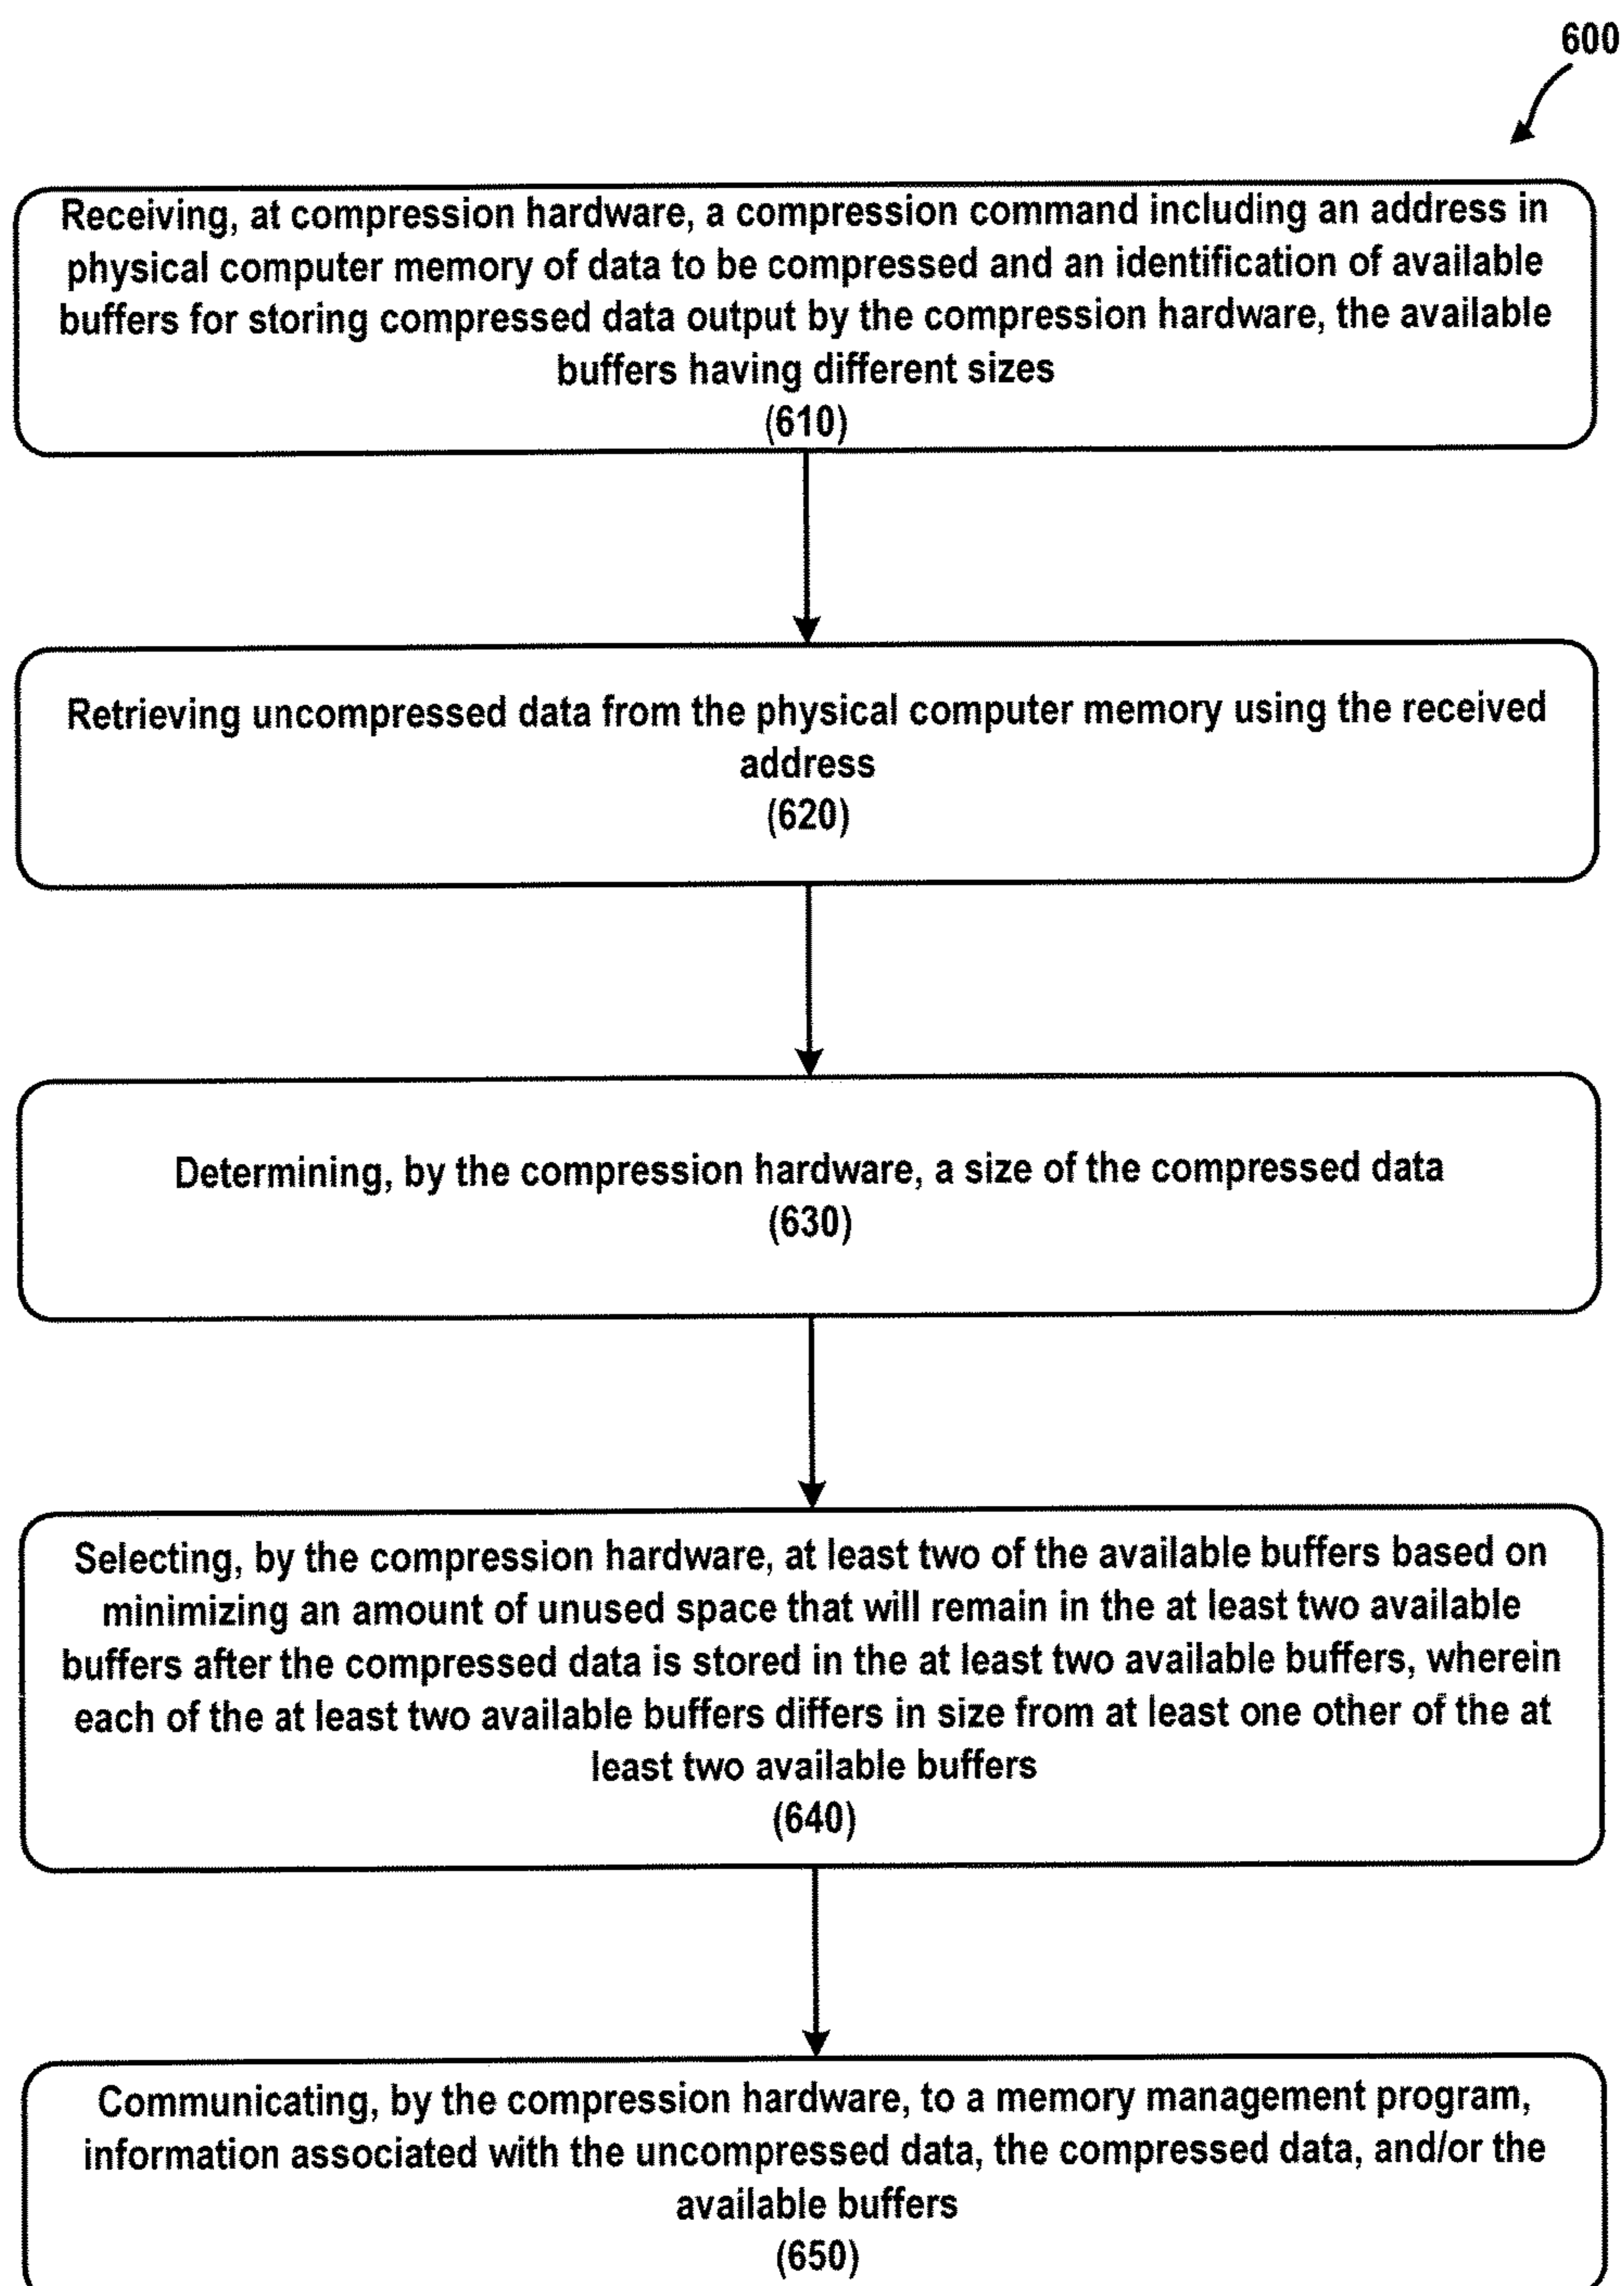 600
Receiving, at compression hardware, a compression command including an address in
physical computer memory of data to be compressed and an identification of available
buffers for storing compressed data output by the compression hardware, the available
buffers having different sizes
(610)
Retrieving uncompressed data from the physical computer memory using the received
address
(620)
Determining, by the compression hardware, a size of the compressed data
(630)
Selecting, by the compression hardware, at least two of the available buffers based on
minimizing an amount of unused space that will remain in the at least two available
buffers after the compressed data is stored in the at least two available buffers, wherein
each of the at least two available buffers differs in size from at least one other of the at
least two available buffers
(640)
Communicating, by the compression hardware, to a memory management program,
information associated with the uncompressed data, the compressed data, and/or the
available buffers
(650)